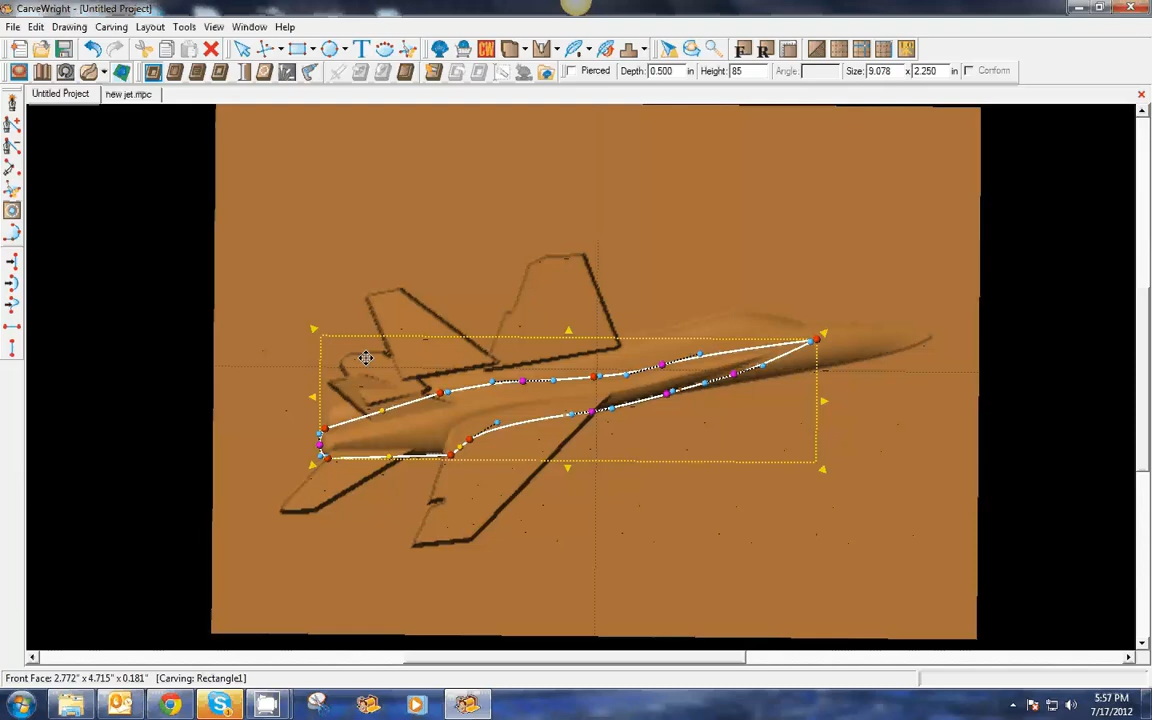 CarveWright - [Untitled Project]
File Edit Drawing Carving Layout Tools View Window Help
CW F R
Pierced Depth: 0.500 in Height: 85 Angle: Size: 9.078 x 2.250 in Conform
Untitled Project new jet.mpc
Front Face: 2.772" x 4.715" x 0.181" [Carving: Rectangle1]
5:57 PM
7/17/2012